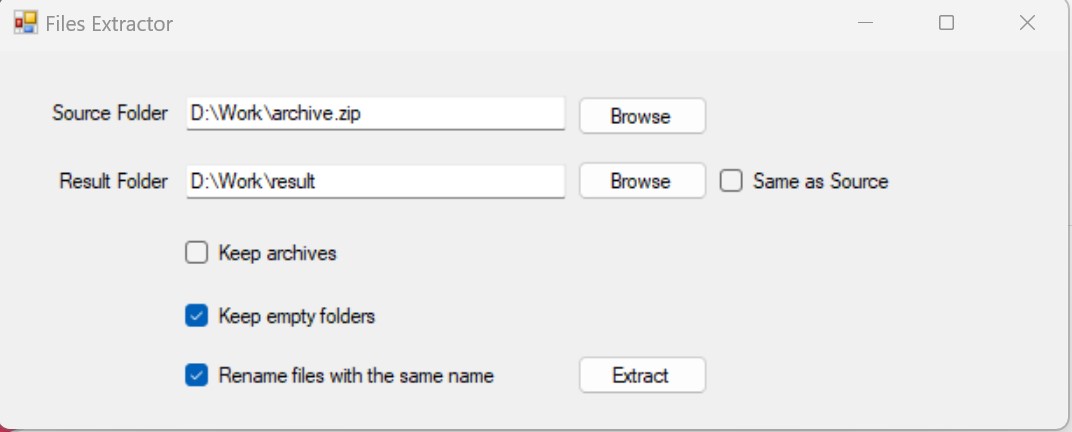 Files Extractor
Source Folder D:\Work\archive.zip Browse
Result Folder D:\Work\result Browse Same as Source
Keep archives
Keep empty folders
Rename files with the same name Extract